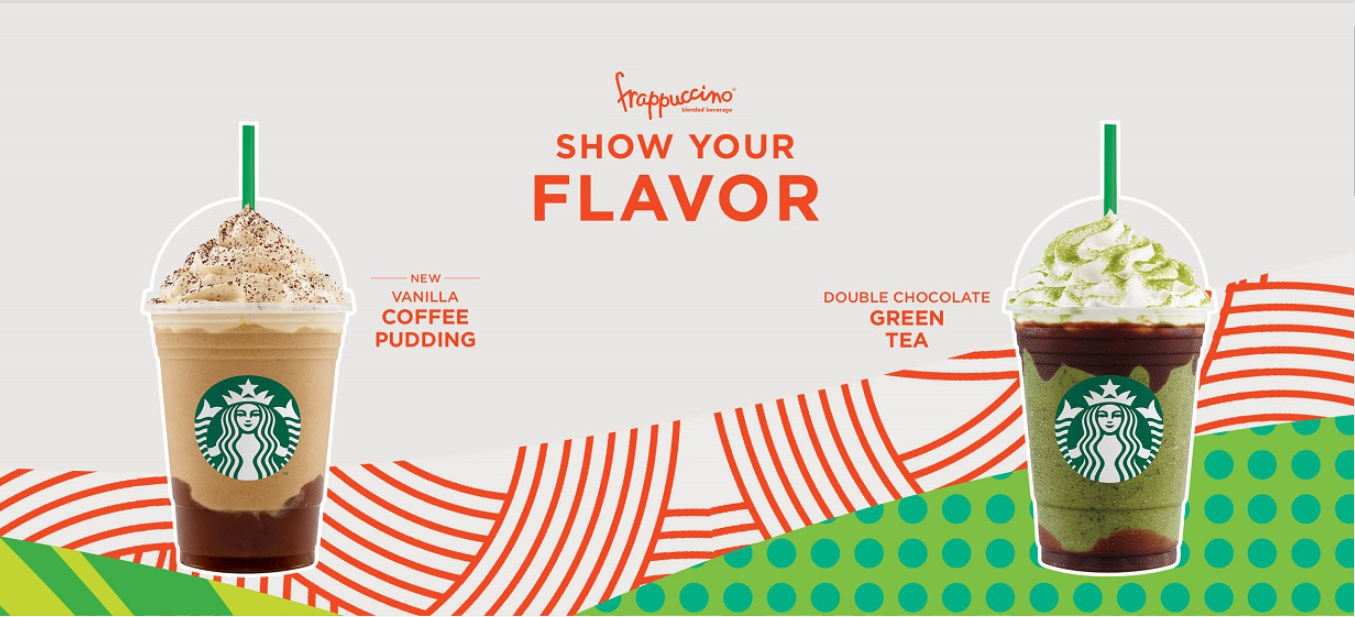 frappuccino®
blended beverage
SHOW YOUR
FLAVOR
NEW
VANILLA
COFFEE
PUDDING
DOUBLE CHOCOLATE
GREEN
TEA